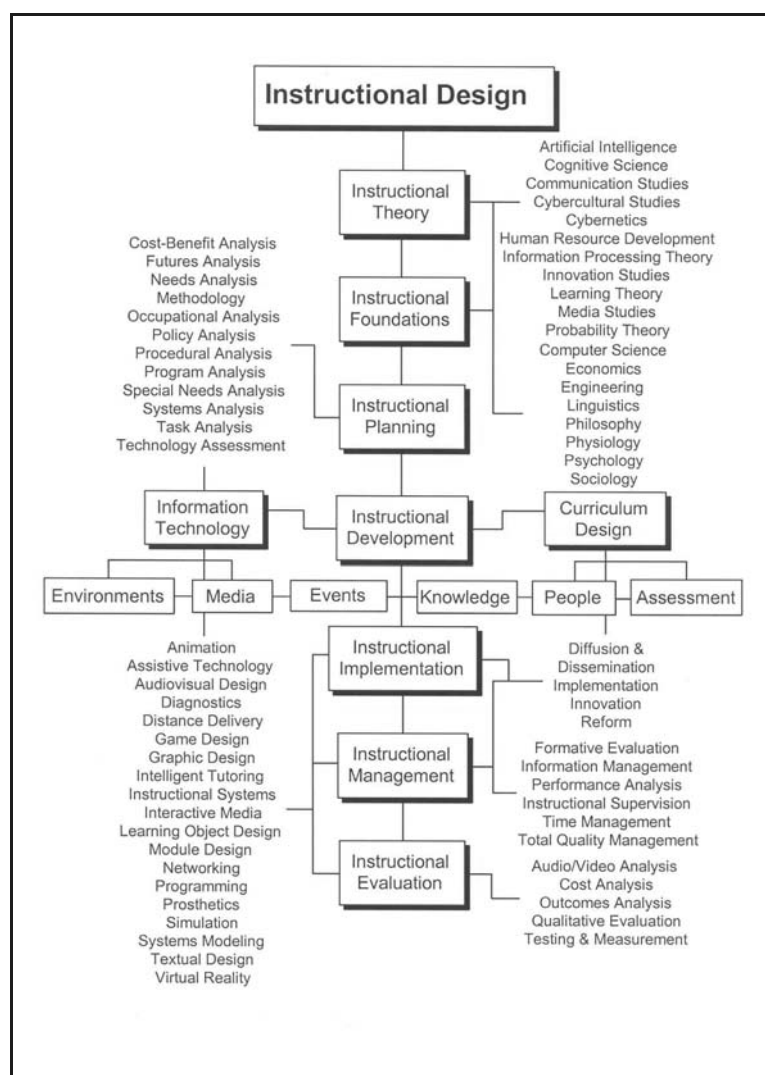 Instructional Design
Instructional
Theory
Artificial Intelligence
Cognitive Science
Communication Studies
Cybercultural Studies
Cybernetics
Human Resource Development
Information Processing Theory
Innovation Studies
Learning Theory
Media Studies
Probability Theory
Computer Science
Economics
Engineering
Linguistics
Philosophy
Physiology
Psychology
Sociology
Cost-Benefit Analysis
Futures Analysis
Needs Analysis
Methodology
Occupational Analysis
Policy Analysis
Procedural Analysis
Program Analysis
Special Needs Analysis
Systems Analysis
Task Analysis
Technology Assessment
Instructional
Foundations
Instructional
Planning
Information
Technology
Instructional
Development
Curriculum
Design
Environments
Media
Events
Knowledge
People
Assessment
Animation
Assistive Technology
Audiovisual Design
Diagnostics
Distance Delivery
Game Design
Graphic Design
Intelligent Tutoring
Instructional Systems
Interactive Media
Learning Object Design
Module Design
Networking
Programming
Prosthetics
Simulation
Systems Modeling
Textual Design
Virtual Reality
Instructional
Implementation
Instructional
Management
Instructional
Evaluation
Diffusion &
Dissemination
Implementation
Innovation
Reform
Formative Evaluation
Information Management
Performance Analysis
Instructional Supervision
Time Management
Total Quality Management
Audio/Video Analysis
Cost Analysis
Outcomes Analysis
Qualitative Evaluation
Testing & Measurement